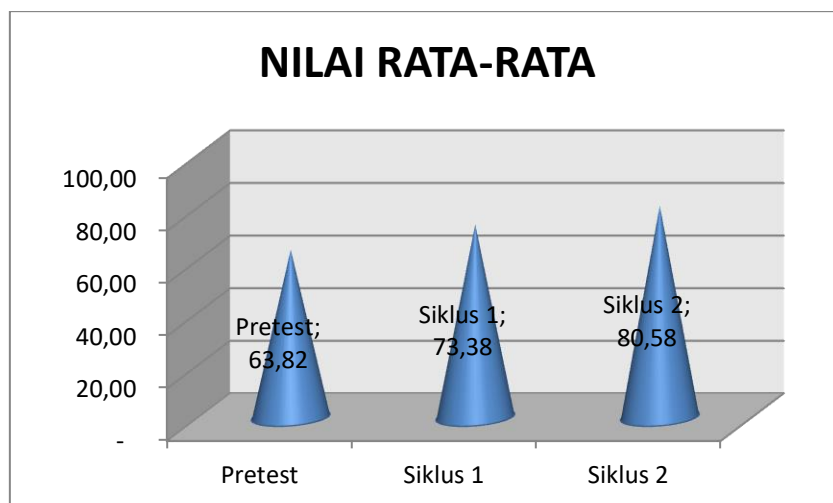 NILAI RATA-RATA
100,00
80,00
60,00
40,00
20,00
-
Pretest;
63,82
Siklus 1;
73,38
Siklus 2;
80,58
Pretest
Siklus 1
Siklus 2